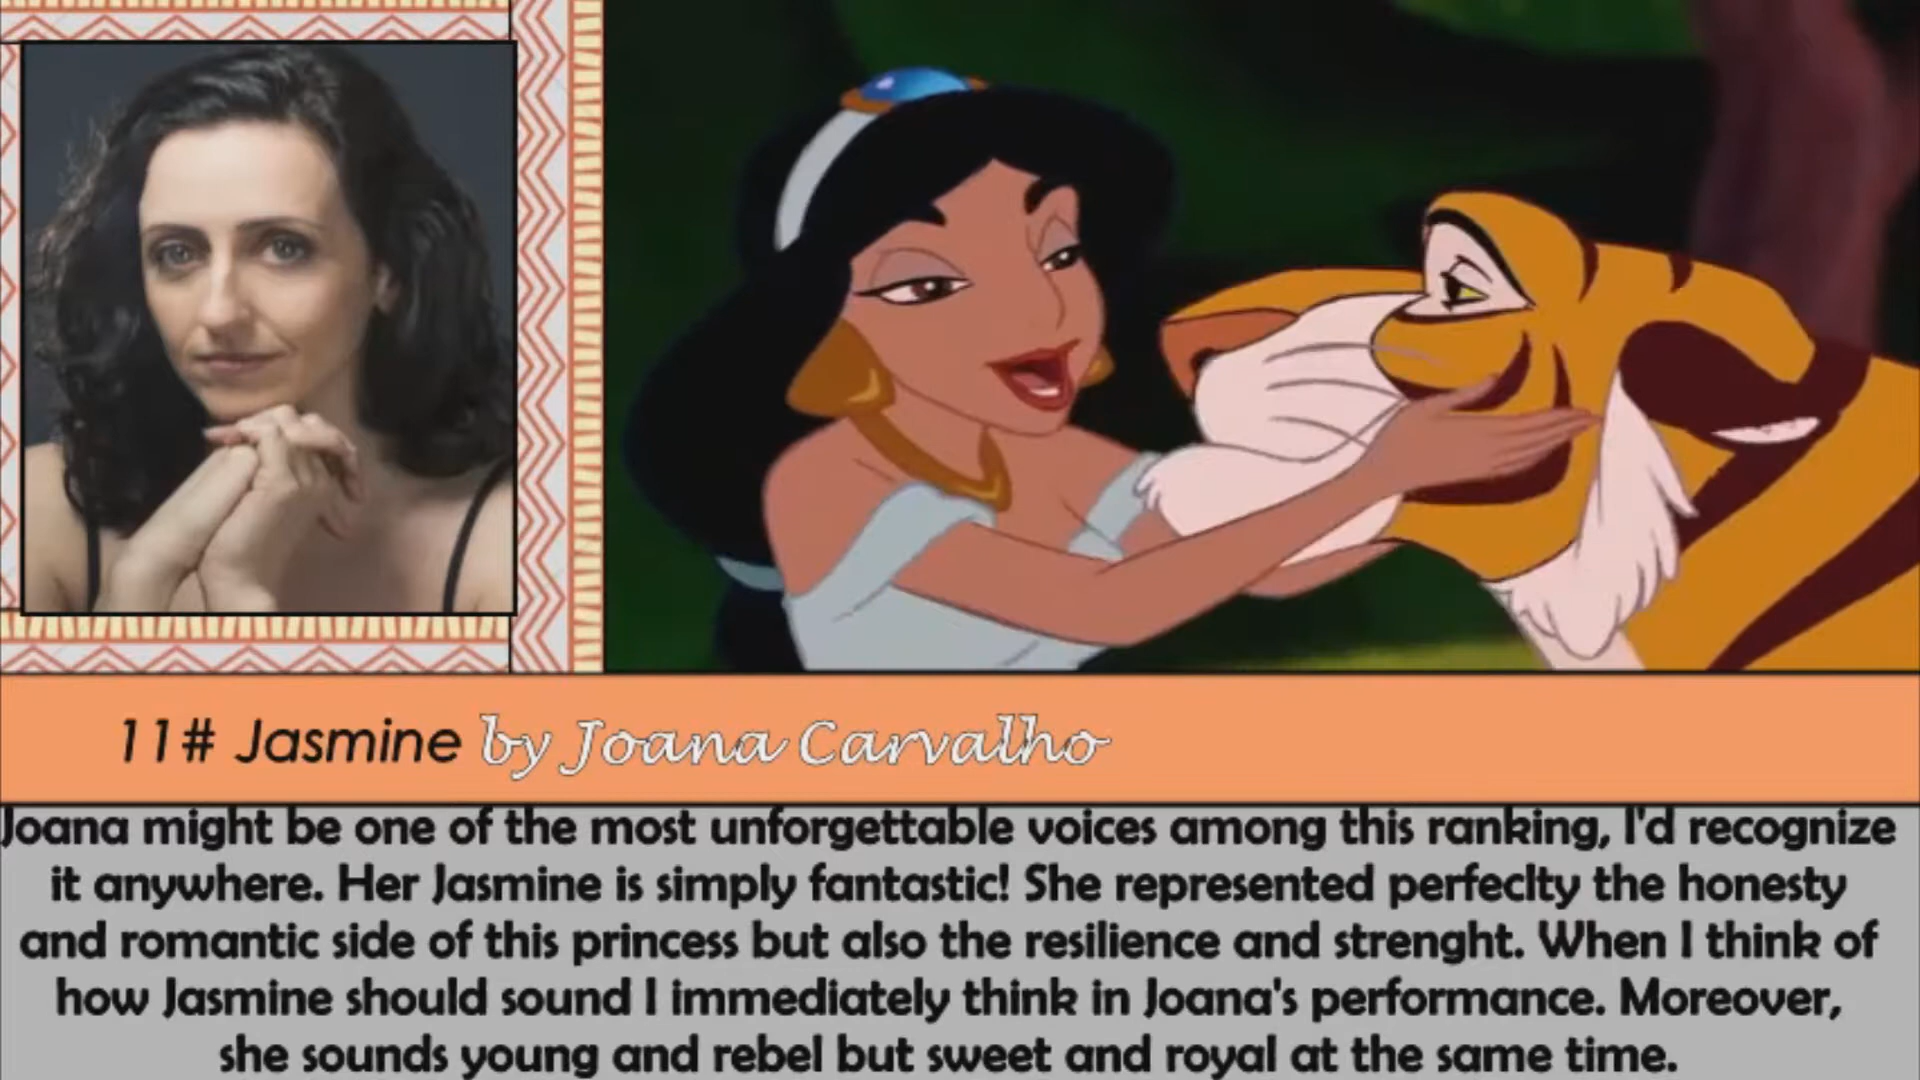 11# Jasmine by Joana Carvalho
Joana might be one of the most unforgettable voices among this ranking, I'd recognize
it anywhere. Her Jasmine is simply fantastic! She represented perfeclty the honesty
and romantic side of this princess but also the resilience and strenght. When I think of
how Jasmine should sound I immediately think in Joana's performance. Moreover,
she sounds young and rebel but sweet and royal at the same time.